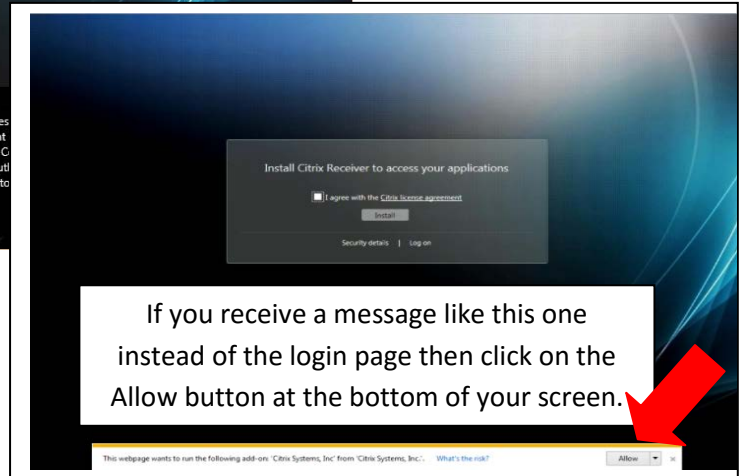 es
nt
Install Citrix Receiver to access your applications
I agree with the Citrix license agreement
Install
Security details | Log on
If you receive a message like this one
instead of the login page then click on the
Allow button at the bottom of your screen.
This webpage wants to run the following add-on: 'Citrix Systems, Inc' from 'Citrix Systems, Inc.'. What's the risk? Allow